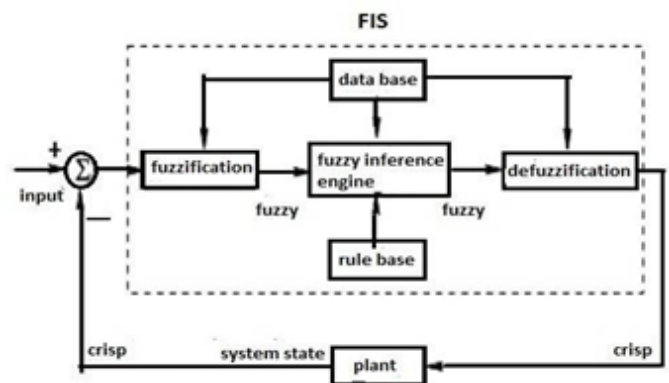 FIS
data base
+
Σ
input
—
fuzzification
fuzzy inference
engine
defuzzification
fuzzy
fuzzy
rule base
crisp
system state
plant
crisp